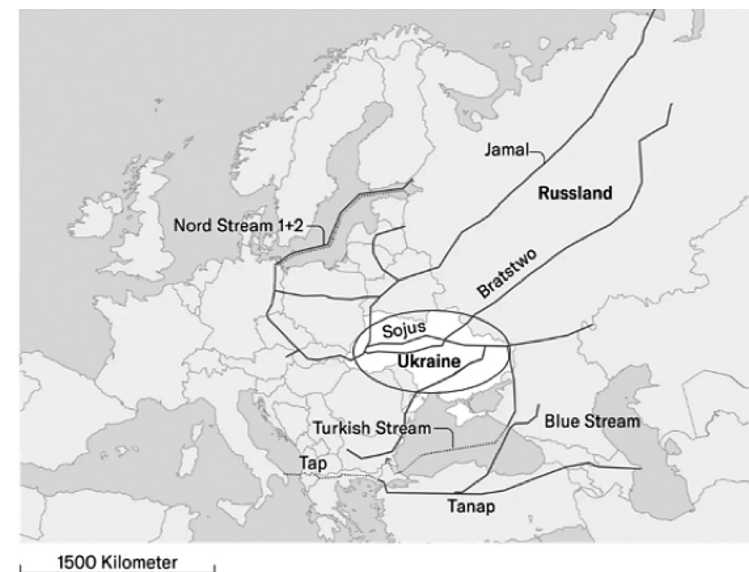 Jamal
Russland
Nord Stream 1+2
Bratstwo
Sojus
Ukraine
Turkish Stream
Blue Stream
Tap
Tanap
1500 Kilometer